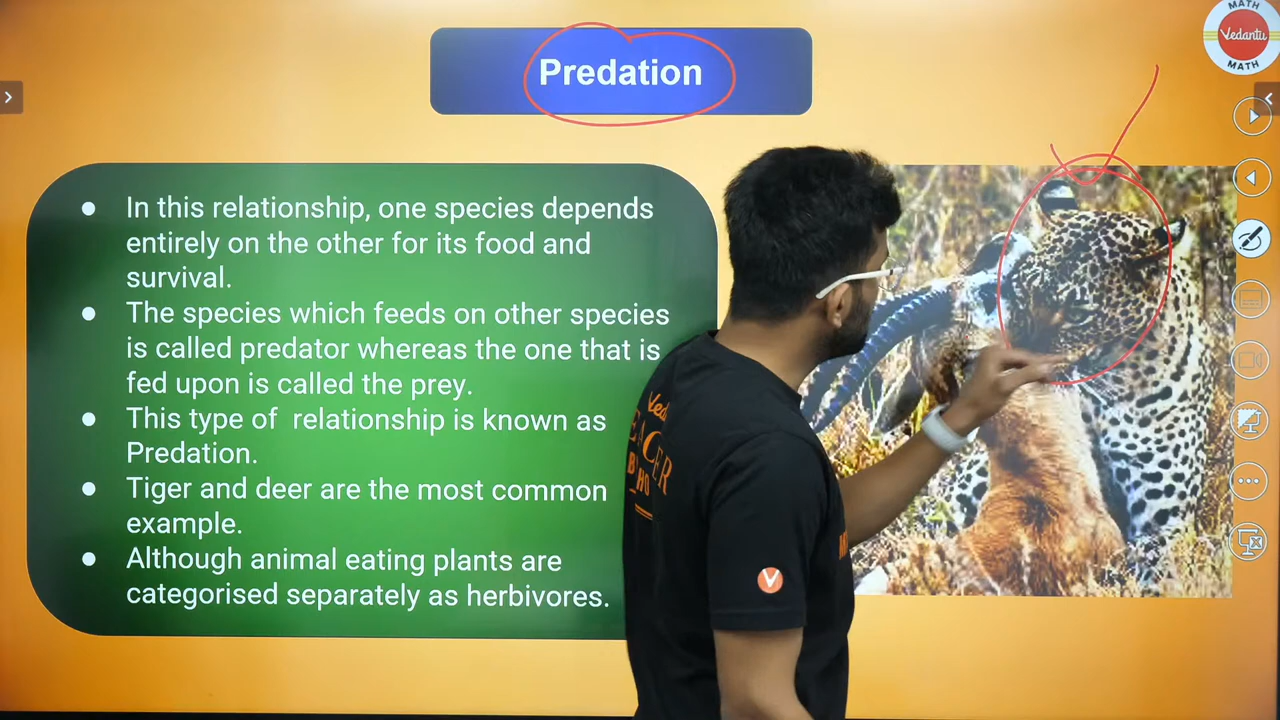 MATH
Vedantu
MATH
Predation
● In this relationship, one species depends
entirely on the other for its food and
survival.
● The species which feeds on other species
is called predator whereas the one that is
fed upon is called the prey.
● This type of relationship is known as
Predation.
● Tiger and deer are the most common
example.
● Although animal eating plants are
categorised separately as herbivores.